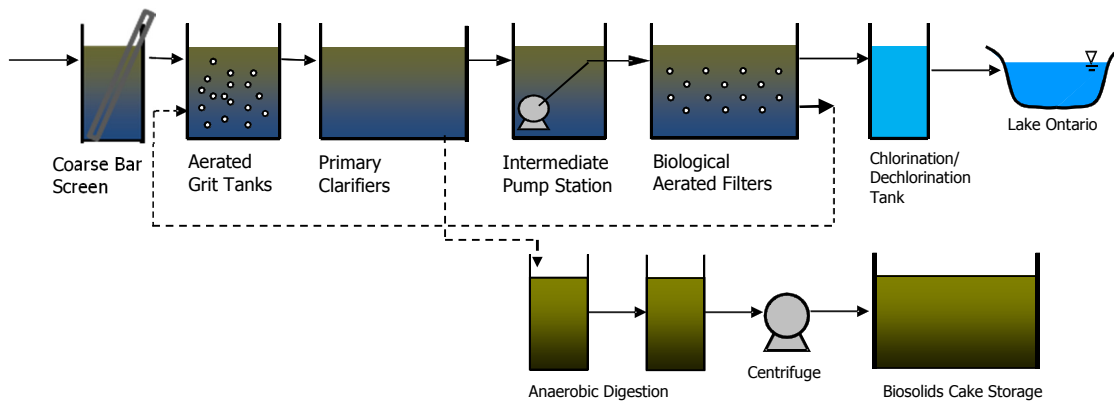 Coarse Bar
Screen
Aerated
Grit Tanks
Primary
Clarifiers
Intermediate
Pump Station
Biological
Aerated Filters
Chlorination/
Dechlorination
Tank
Lake Ontario
Anaerobic Digestion
Centrifuge
Biosolids Cake Storage